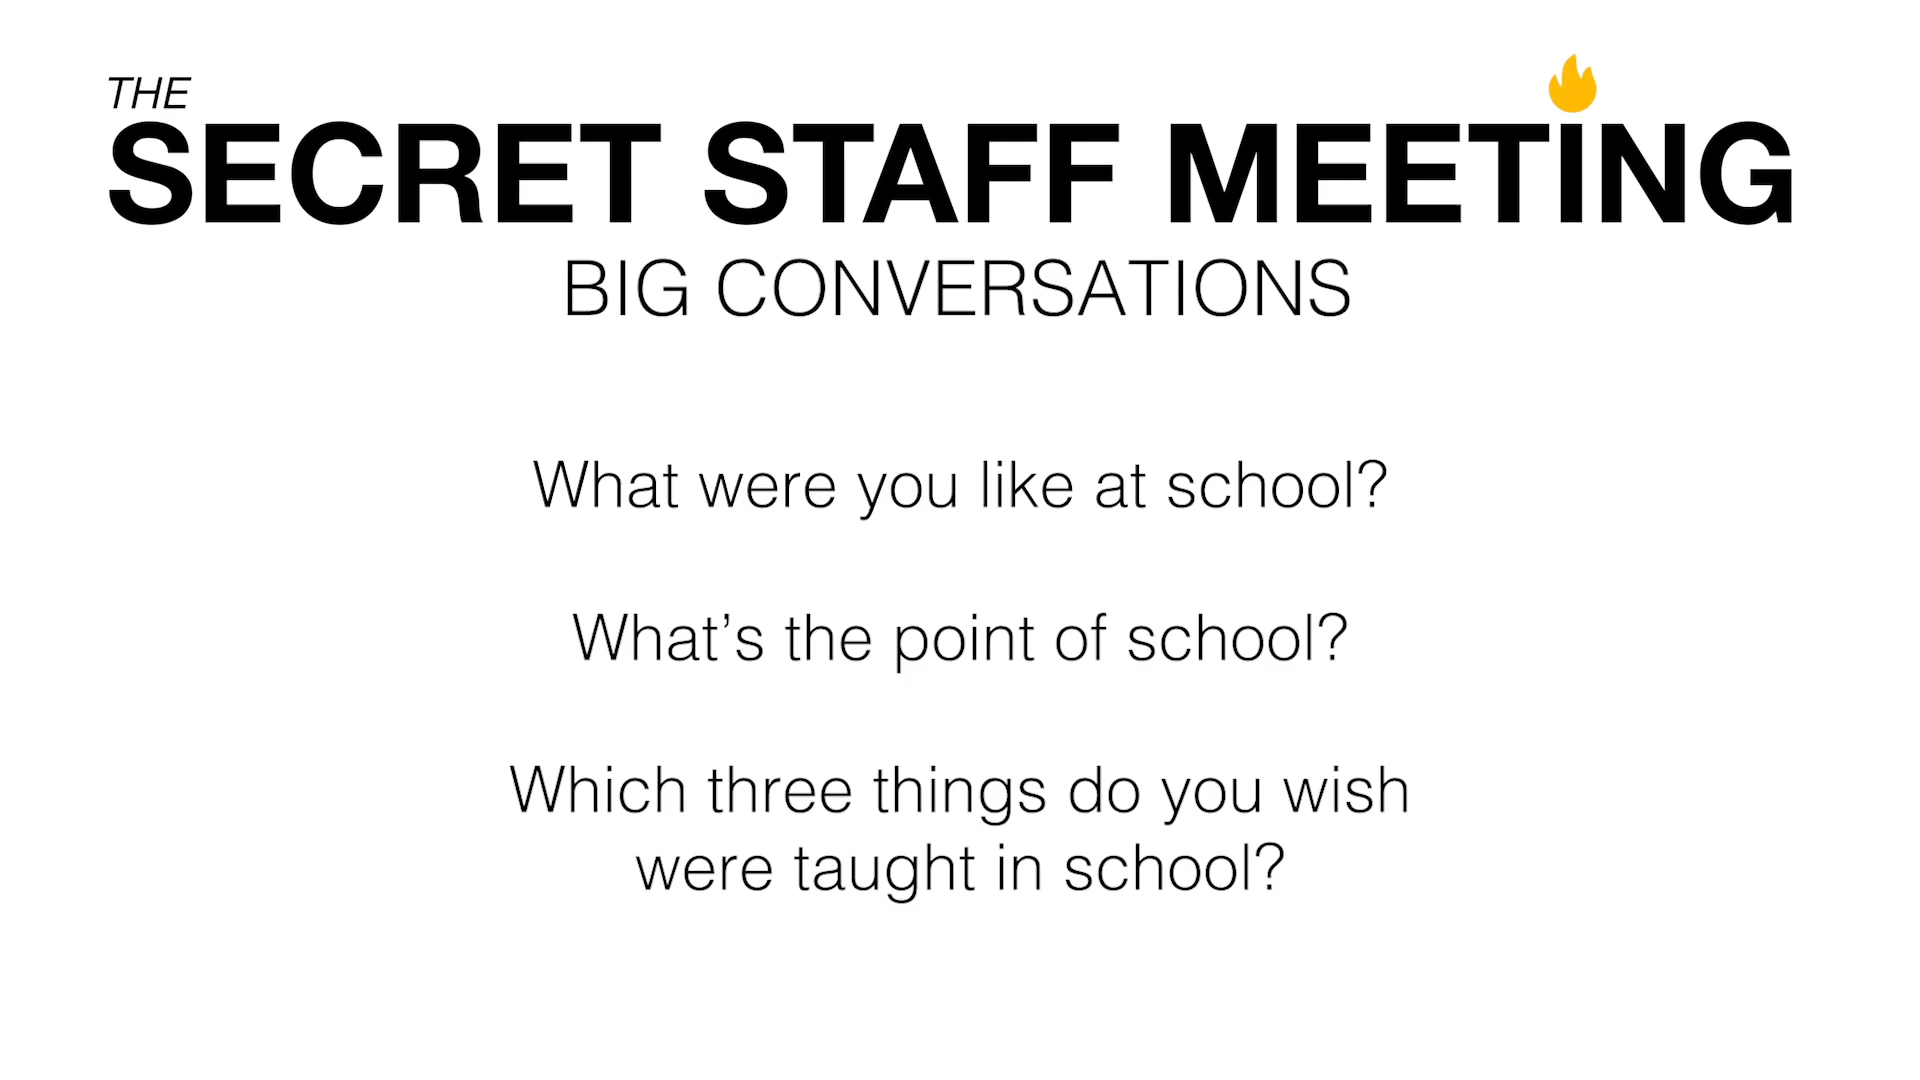 THE
SECRET STAFF MEETING
BIG CONVERSATIONS
What were you like at school?
What’s the point of school?
Which three things do you wish
were taught in school?